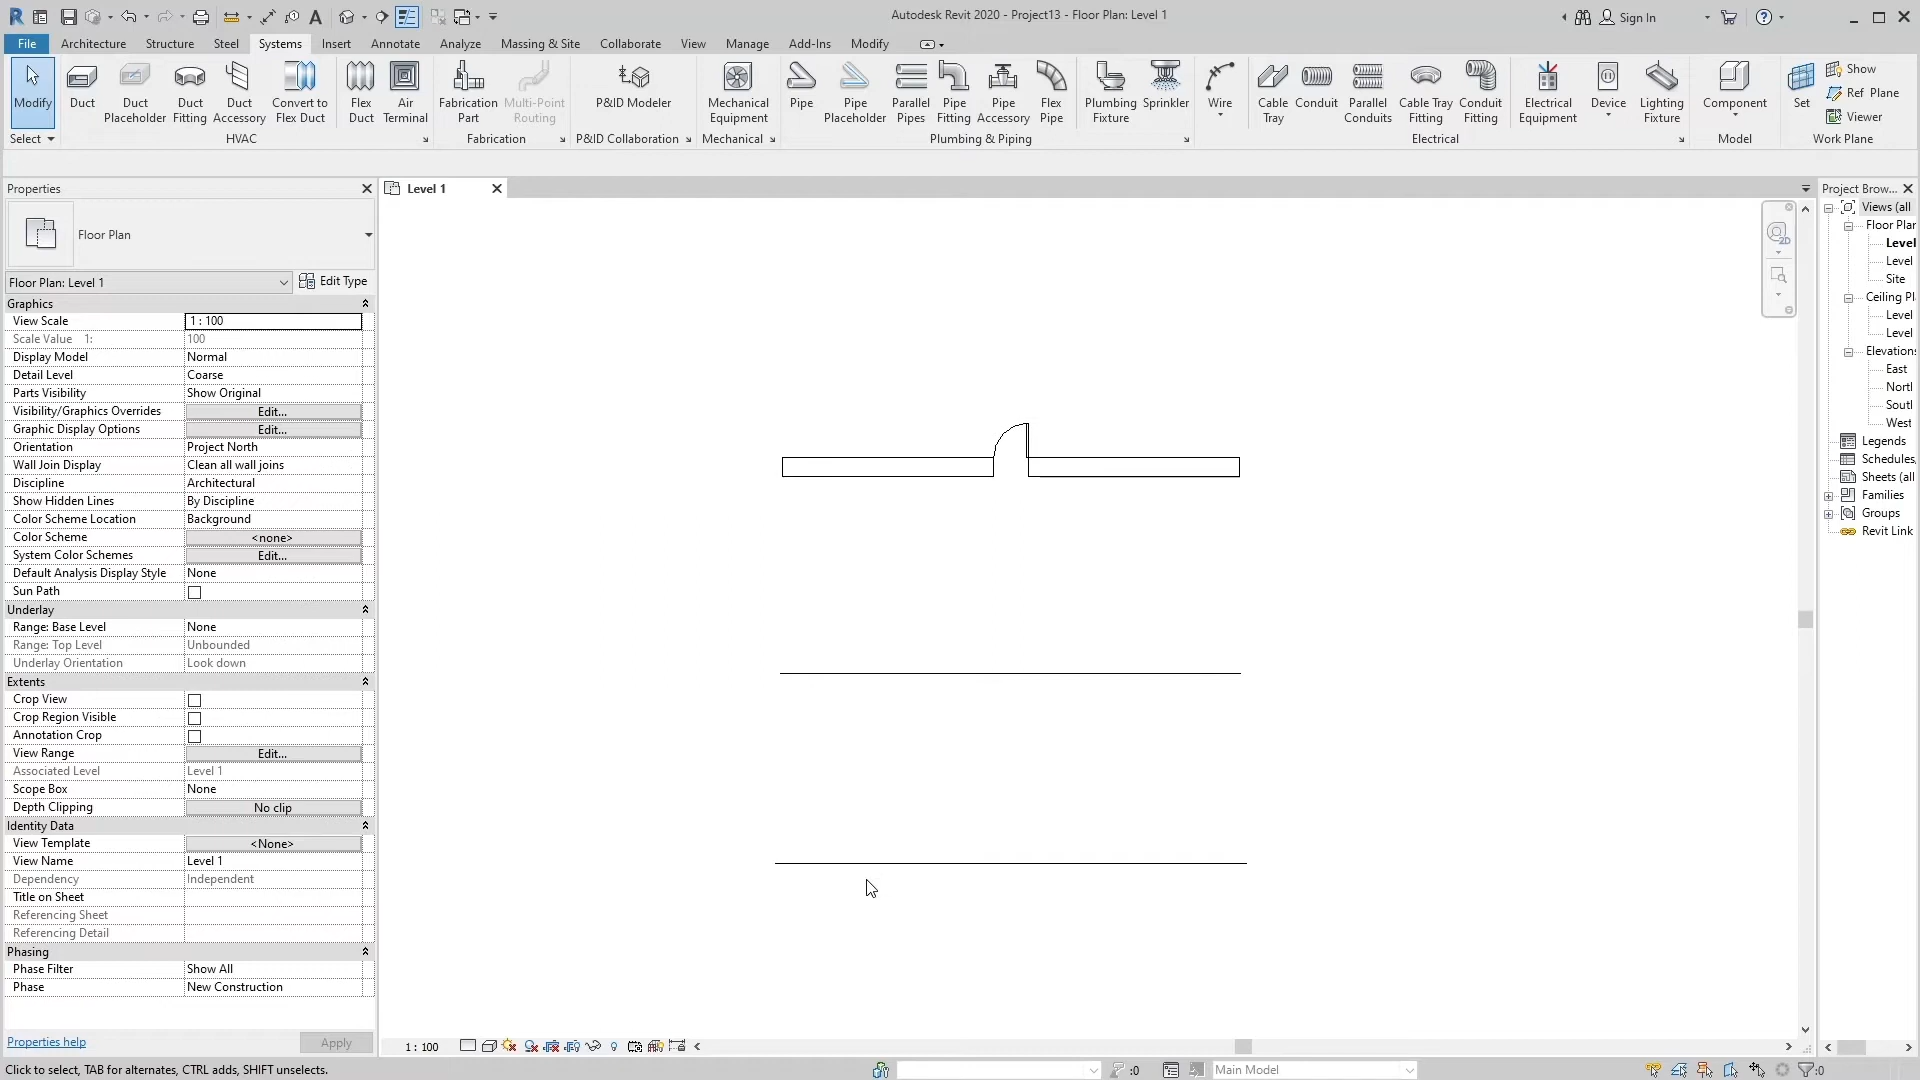 Autodesk Revit 2020 - Project13 - Floor Plan: Level 1
Sign In
File Architecture Structure Steel Systems Insert Annotate Analyze Massing & Site Collaborate View Manage Add-Ins Modify
Modify
Duct
Duct Placeholder
Duct Fitting
Duct Accessory
Convert to Flex Duct
Flex Duct
Air Terminal
Fabrication Part
Multi-Point Routing
P&ID Modeler
Mechanical Equipment
Pipe
Pipe Placeholder
Parallel Pipes
Pipe Fitting
Pipe Accessory
Flex Pipe
Plumbing Fixture
Sprinkler
Wire
Cable Tray
Conduit
Parallel Conduits
Cable Tray Fitting
Conduit Fitting
Electrical Equipment
Device
Lighting Fixture
Component
Set
Show
Ref Plane
Viewer
Select HVAC Fabrication P&ID Collaboration Mechanical Plumbing & Piping Electrical Model Work Plane
Properties
Floor Plan
Floor Plan: Level 1 Edit Type
Graphics
View Scale 1 : 100
Scale Value 1: 100
Display Model Normal
Detail Level Coarse
Parts Visibility Show Original
Visibility/Graphics Overrides Edit...
Graphic Display Options Edit...
Orientation Project North
Wall Join Display Clean all wall joins
Discipline Architectural
Show Hidden Lines By Discipline
Color Scheme Location Background
Color Scheme <none>
System Color Schemes Edit...
Default Analysis Display Style None
Sun Path
Underlay
Range: Base Level None
Range: Top Level Unbounded
Underlay Orientation Look down
Extents
Crop View
Crop Region Visible
Annotation Crop
View Range Edit...
Associated Level Level 1
Scope Box None
Depth Clipping No clip
Identity Data
View Template <None>
View Name Level 1
Dependency Independent
Title on Sheet
Referencing Sheet
Referencing Detail
Phasing
Phase Filter Show All
Phase New Construction
Properties help Apply
Level 1
2D
Project Brow...
Views (all
Floor Plan
Level
Level
Site
Ceiling Pl
Level
Level
Elevations
East
Nortl
Soutl
West
Legends
Schedules,
Sheets (all
Families
Groups
Revit Link
1 : 100
Click to select, TAB for alternates, CTRL adds, SHIFT unselects.
:0
Main Model
:0